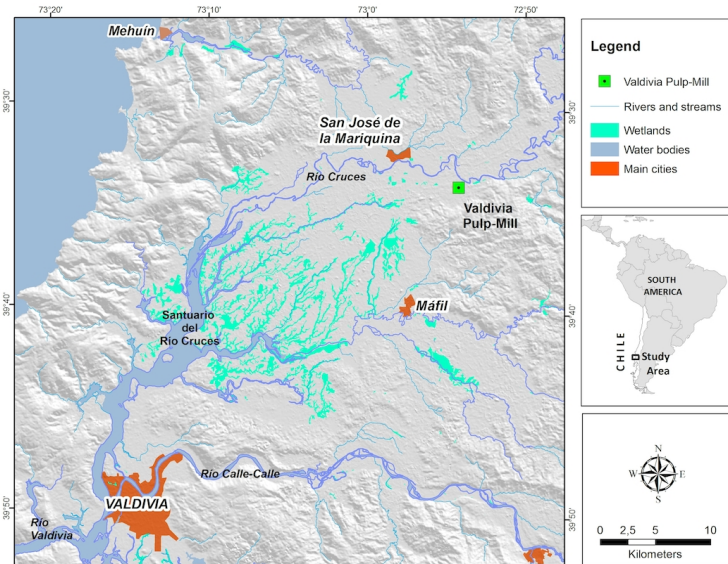 73°20'
73°10'
73°0'
72°50'
Mehuín
39°30'
39°30'
San José de
la Mariquina
Río Cruces
Valdivia
Pulp-Mill
39°40'
39°40'
Santuario
del
Río Cruces
Máfil
39°50'
39°50'
Río Calle-Calle
VALDIVIA
Río
Valdivia
Legend
Valdivia Pulp-Mill
Rivers and streams
Wetlands
Water bodies
Main cities
SOUTH
AMERICA
CHILE
Study
Area
N
W
E
S
0 2,5 5 10
Kilometers